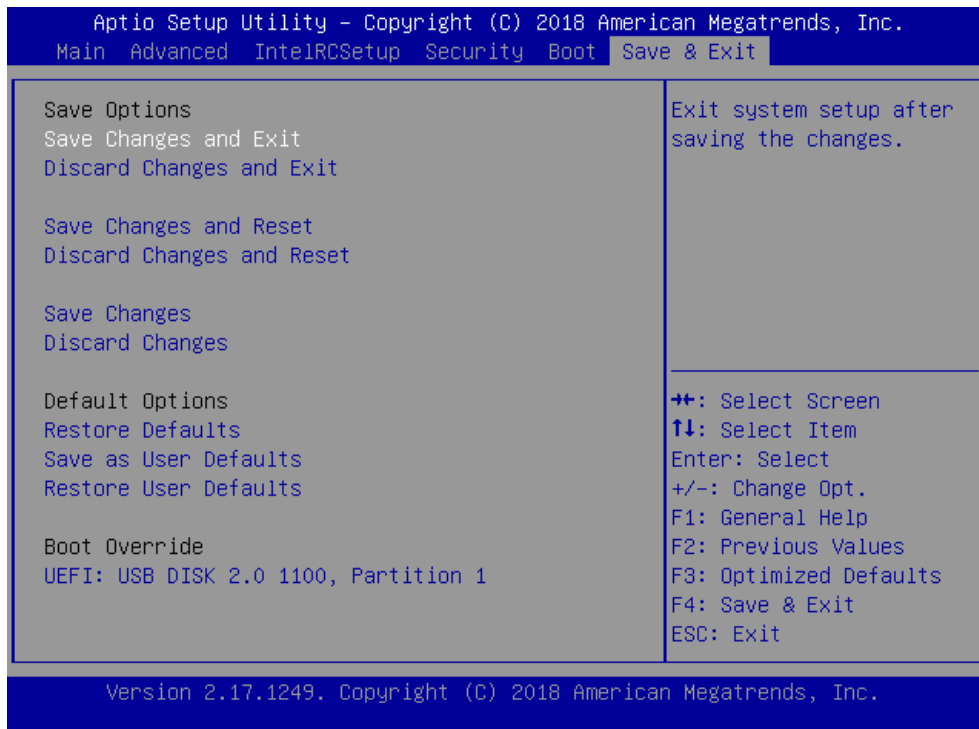 Aptio Setup Utility – Copyright (C) 2018 American Megatrends, Inc.
Main Advanced IntelRCSetup Security Boot Save & Exit
Save Options
Save Changes and Exit
Discard Changes and Exit
Save Changes and Reset
Discard Changes and Reset
Save Changes
Discard Changes
Default Options
Restore Defaults
Save as User Defaults
Restore User Defaults
Boot Override
UEFI: USB DISK 2.0 1100, Partition 1
Exit system setup after
saving the changes.
→←: Select Screen
↑↓: Select Item
Enter: Select
+/-: Change Opt.
F1: General Help
F2: Previous Values
F3: Optimized Defaults
F4: Save & Exit
ESC: Exit
Version 2.17.1249. Copyright (C) 2018 American Megatrends, Inc.